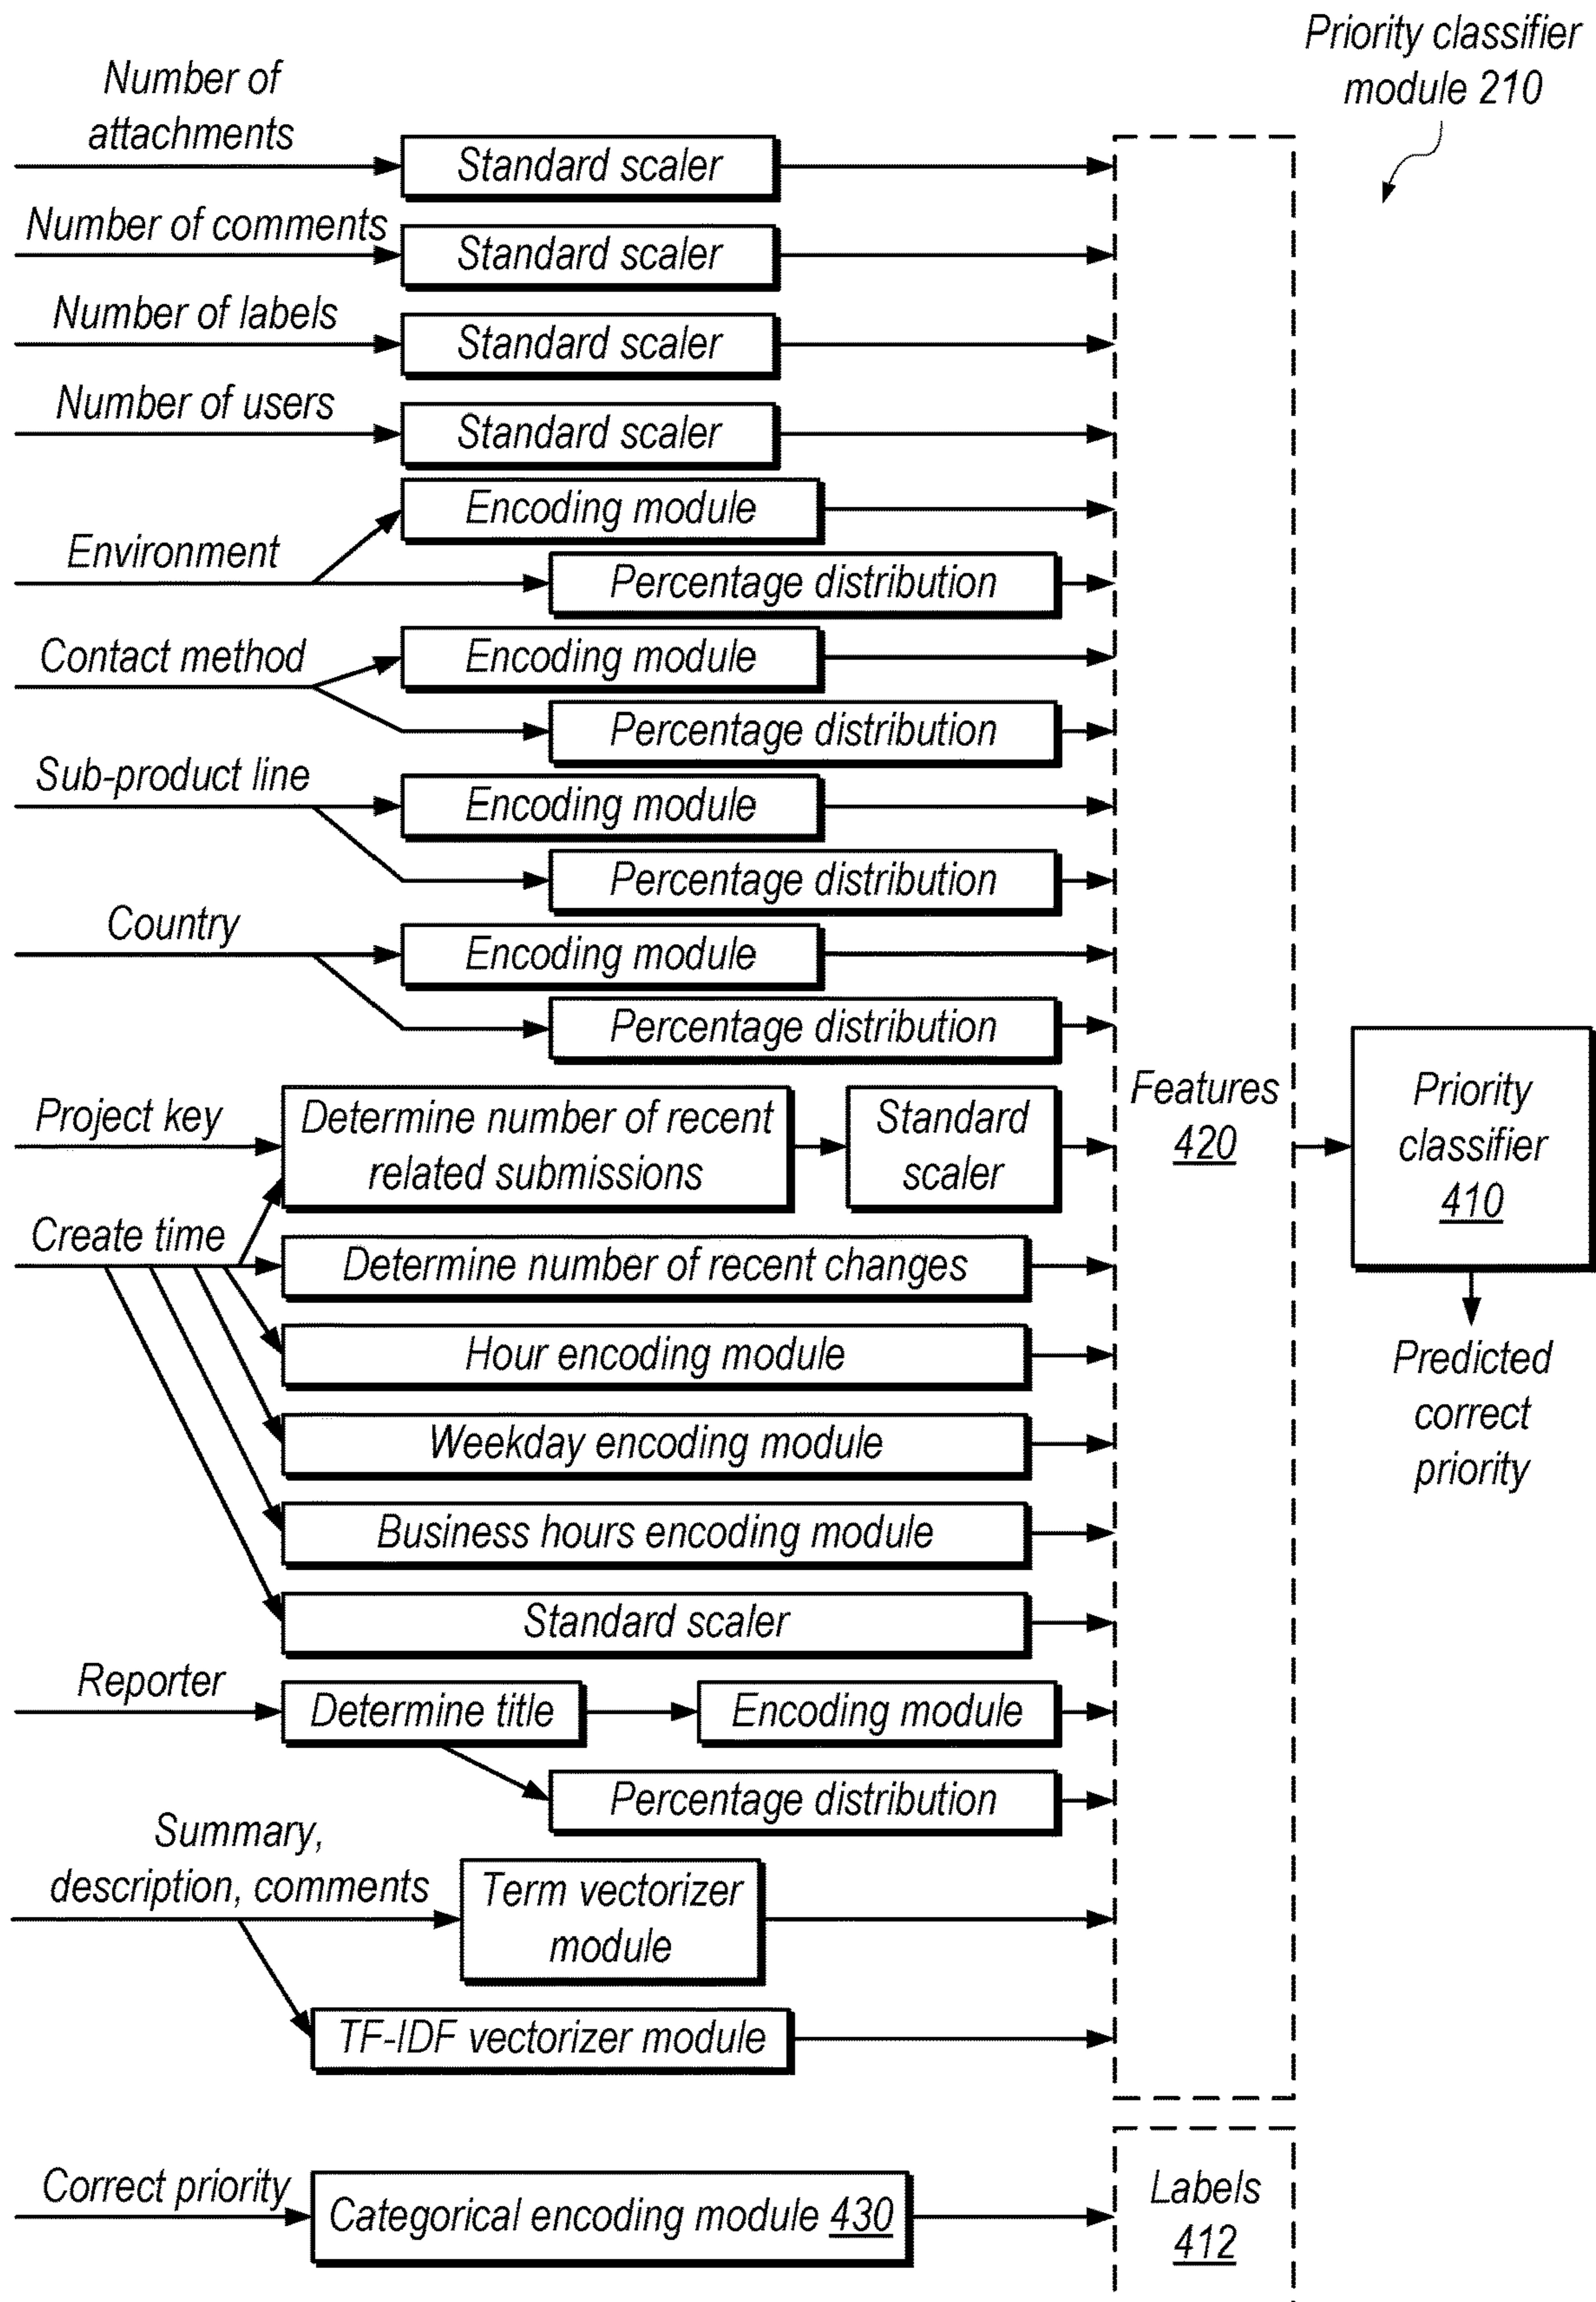 Priority classifier
module 210
Number of
attachments
Standard scaler
Number of comments
Standard scaler
Number of labels
Standard scaler
Number of users
Standard scaler
Encoding module
Environment
Percentage distribution
Contact method
Encoding module
Percentage distribution
Sub-product line
Encoding module
Percentage distribution
Country
Encoding module
Percentage distribution
Project key
Determine number of recent
related submissions
Standard
scaler
Features
420
Priority
classifier
410
Create time
Determine number of recent changes
Hour encoding module
Predicted
correct
priority
Weekday encoding module
Business hours encoding module
Standard scaler
Reporter
Determine title
Encoding module
Percentage distribution
Summary,
description, comments
Term vectorizer
module
TF-IDF vectorizer module
Correct priority
Categorical encoding module 430
Labels
412